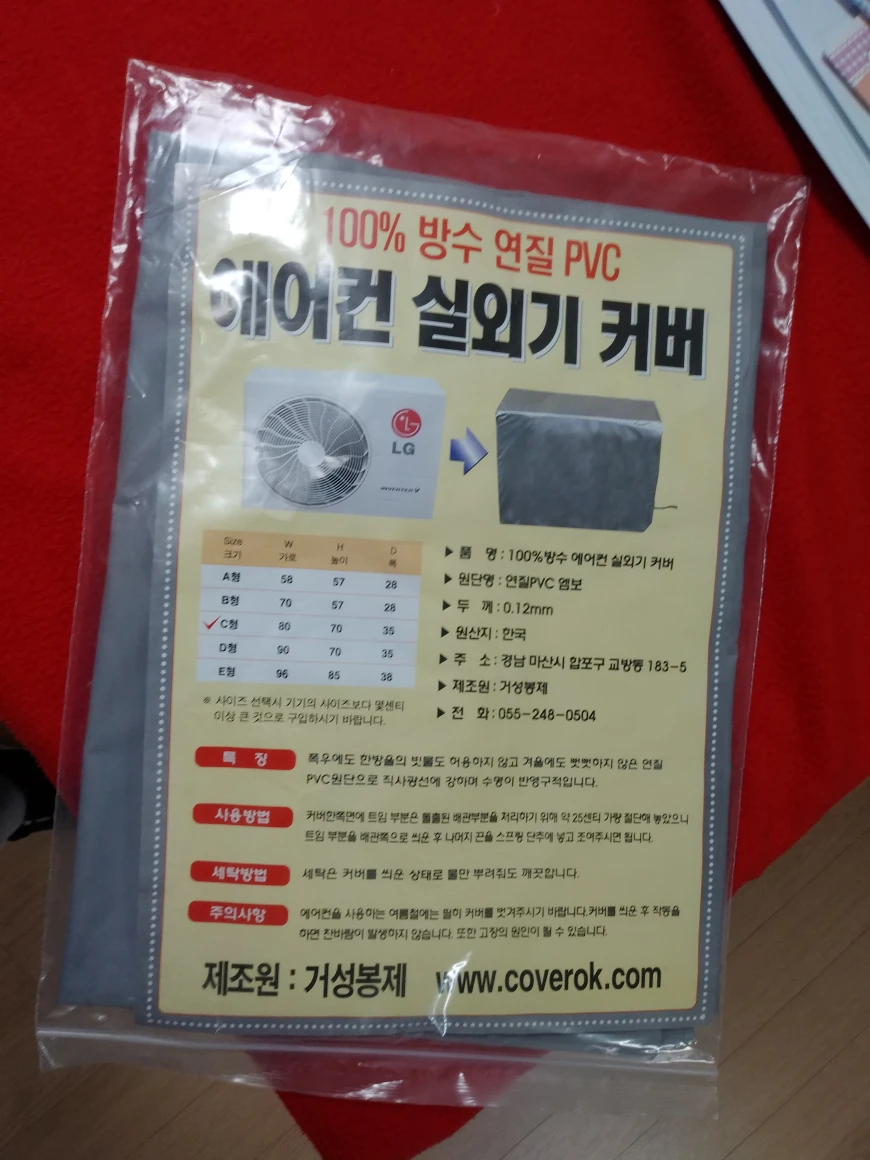 100% 방수 연질 PVC
에어컨 실외기 커버
LG
INVERTER V
Size 크기 W 가로 H 높이 D 폭
A형 58 57 28
B형 70 57 28
C형 80 70 35
D형 90 70 35
E형 96 85 38
※ 사이즈 선택시 기기의 사이즈보다 몇센티
이상 큰 것으로 구입하시기 바랍니다.
▶ 품 명 : 100%방수 에어컨 실외기 커버
▶ 원단명 : 연질PVC 엠보
▶ 두 께 : 0.12mm
▶ 원산지 : 한국
▶ 주 소 : 경남 마산시 합포구 교방동 183-5
▶ 제조원 : 거성봉제
▶ 전 화 : 055-248-0504
특 징 폭우에도 한방울의 빗물도 허용하지 않고 겨울에도 뻣뻣하지 않은 연질
PVC원단으로 직사광선에 강하며 수명이 반영구적입니다.
사용방법 커버한쪽면에 트임 부분은 돌출된 배관부분을 처리하기 위해 약 25센티 가량 절단해 놓았으니
트임 부분을 배관쪽으로 씌운 후 나머지 끈을 스프링 단추에 넣고 조여주시면 됩니다.
세탁방법 세탁은 커버를 씌운 상태로 물만 뿌려줘도 깨끗합니다.
주의사항 에어컨을 사용하는 여름철에는 필히 커버를 벗겨주시기 바랍니다.커버를 씌운 후 작동을
하면 찬바람이 발생하지 않습니다. 또한 고장의 원인이 될 수 있습니다.
제조원 : 거성봉제 www.coverok.com